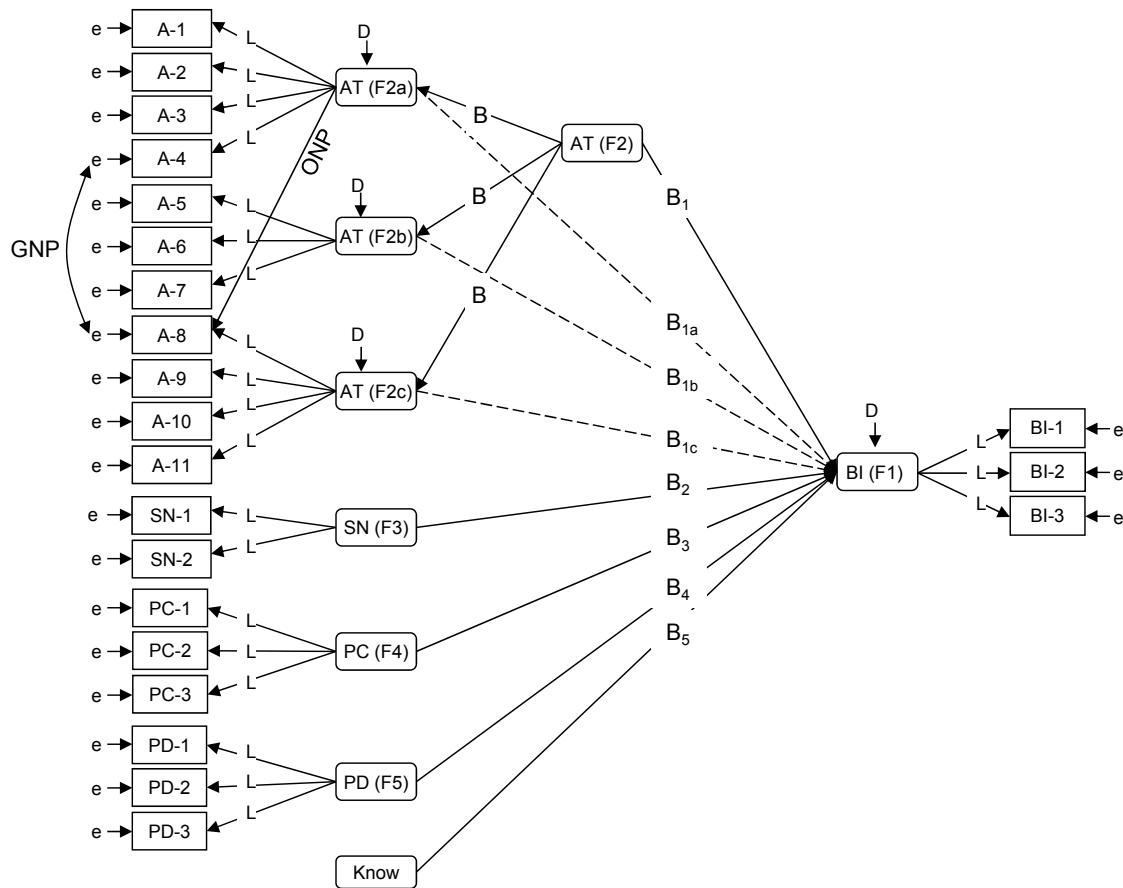 e A-1 L D
e A-2 L AT (F2a) B
e A-3 L AT (F2)
e A-4 L ONP B1
e A-5 L D B
e A-6 L AT (F2b)
GNP
e A-7 L B
e A-8 L D B1a
e A-9 L AT (F2c) B1b
e A-10 L B1c D
e A-11 L BI (F1) L BI-1 e
B2 L BI-2 e
e SN-1 L SN (F3) L BI-3 e
e SN-2 L B3
e PC-1 L B4
e PC-2 L PC (F4) B5
e PC-3 L
e PD-1 L
e PD-2 L PD (F5)
e PD-3 L
Know